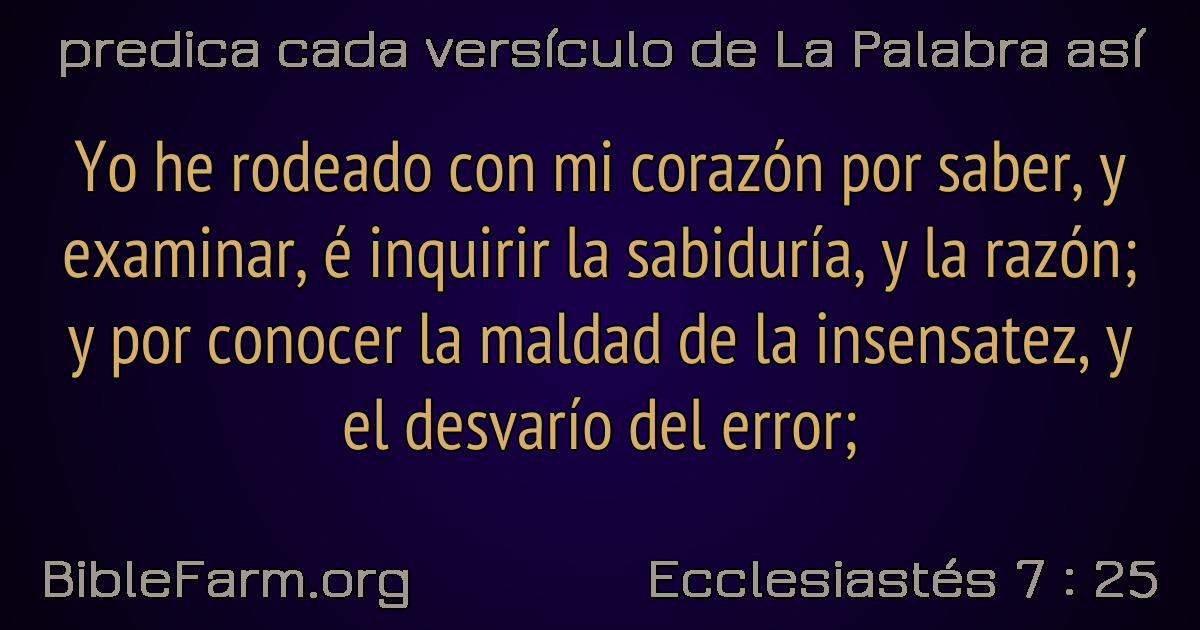 predica cada versículo de La Palabra así
Yo he rodeado con mi corazón por saber, y
examinar, é inquirir la sabiduría, y la razón;
y por conocer la maldad de la insensatez, y
el desvarío del error;
BibleFarm.org
Ecclesiastés 7 : 25